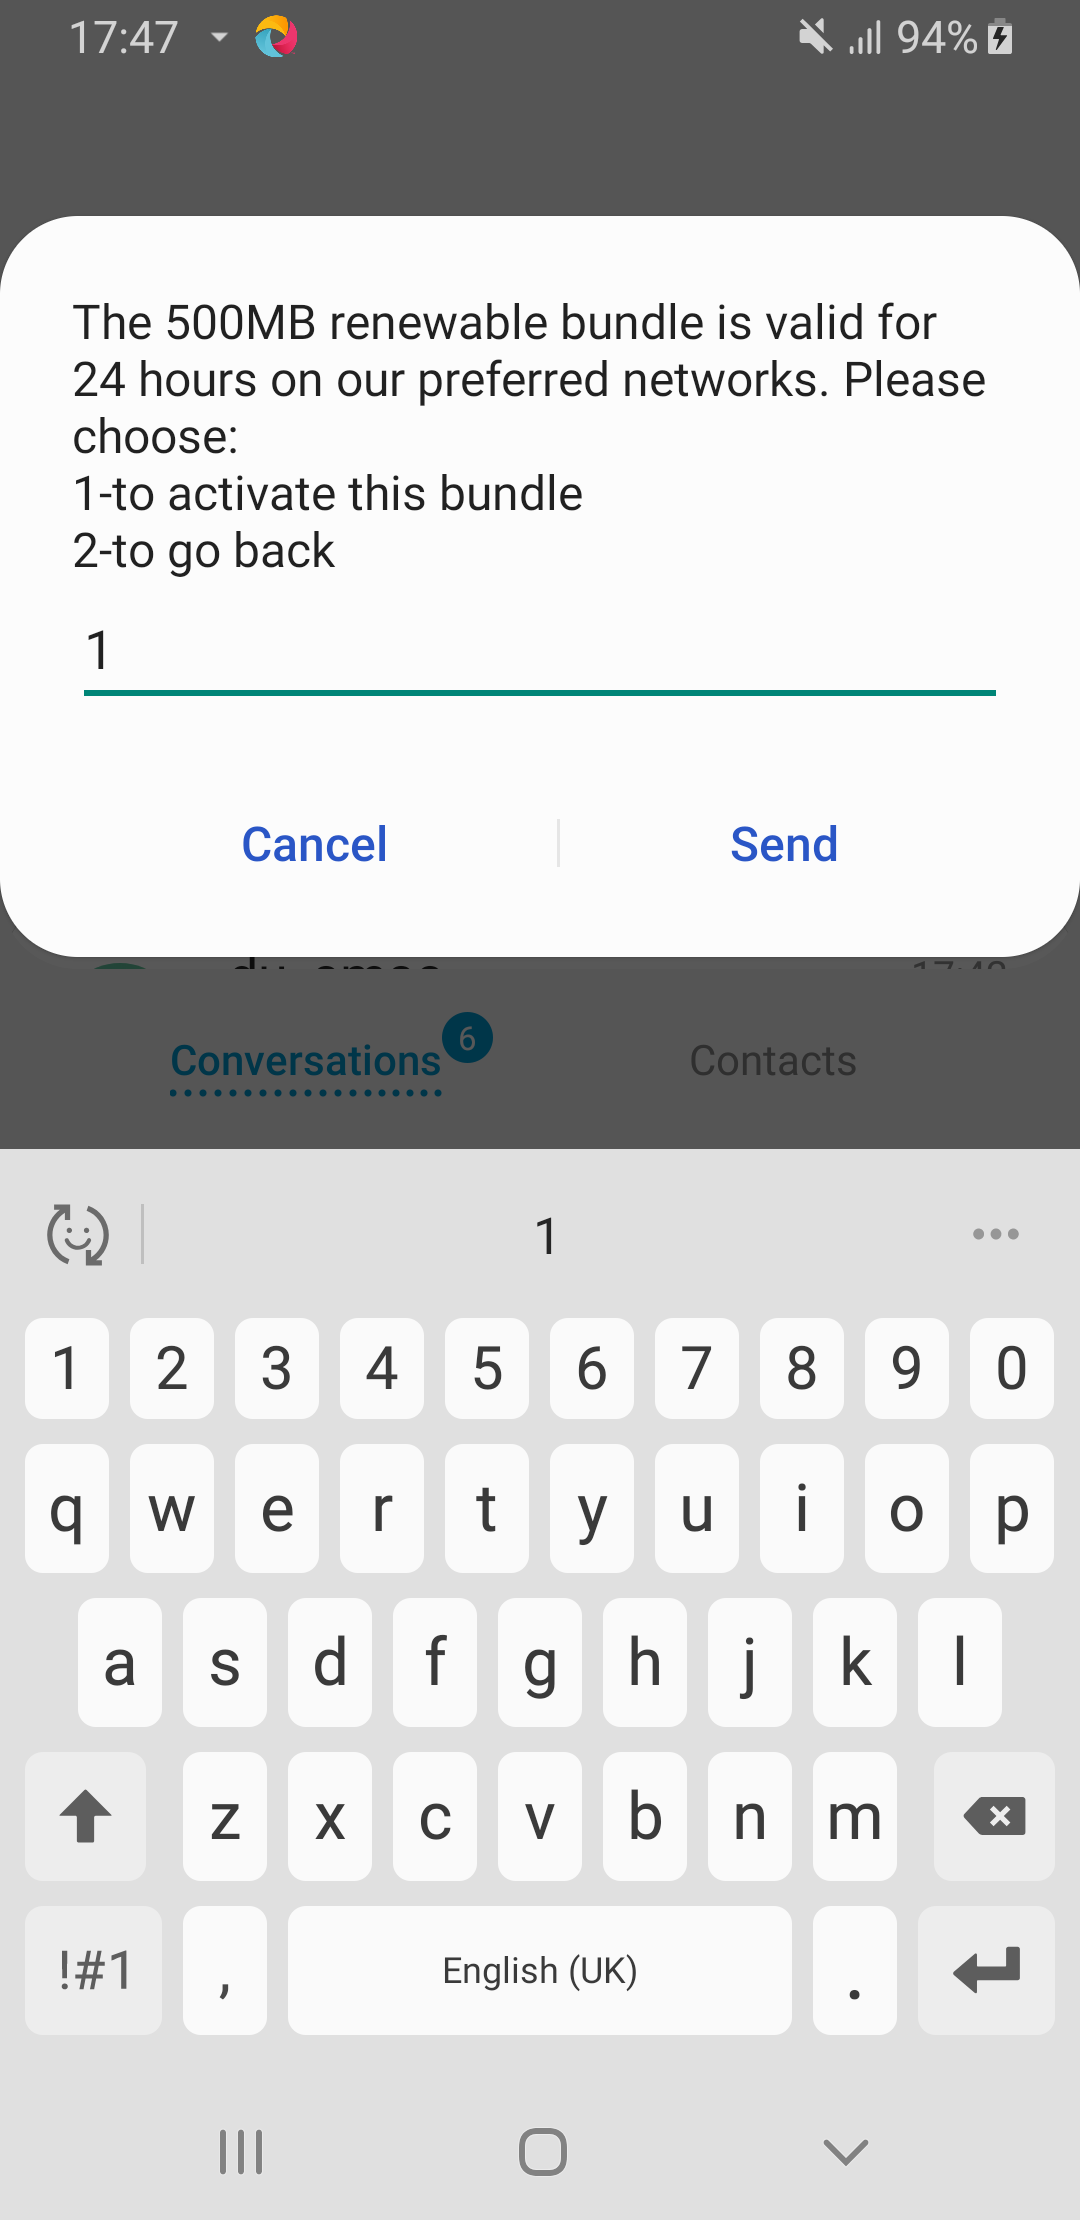 17:47
94%
The 500MB renewable bundle is valid for
24 hours on our preferred networks. Please
choose:
1-to activate this bundle
2-to go back
1
Cancel
Send
Conversations
6
Contacts
1
1 2 3 4 5 6 7 8 9 0
q w e r t y u i o p
a s d f g h j k l
z x c v b n m
!#1 , English (UK) .